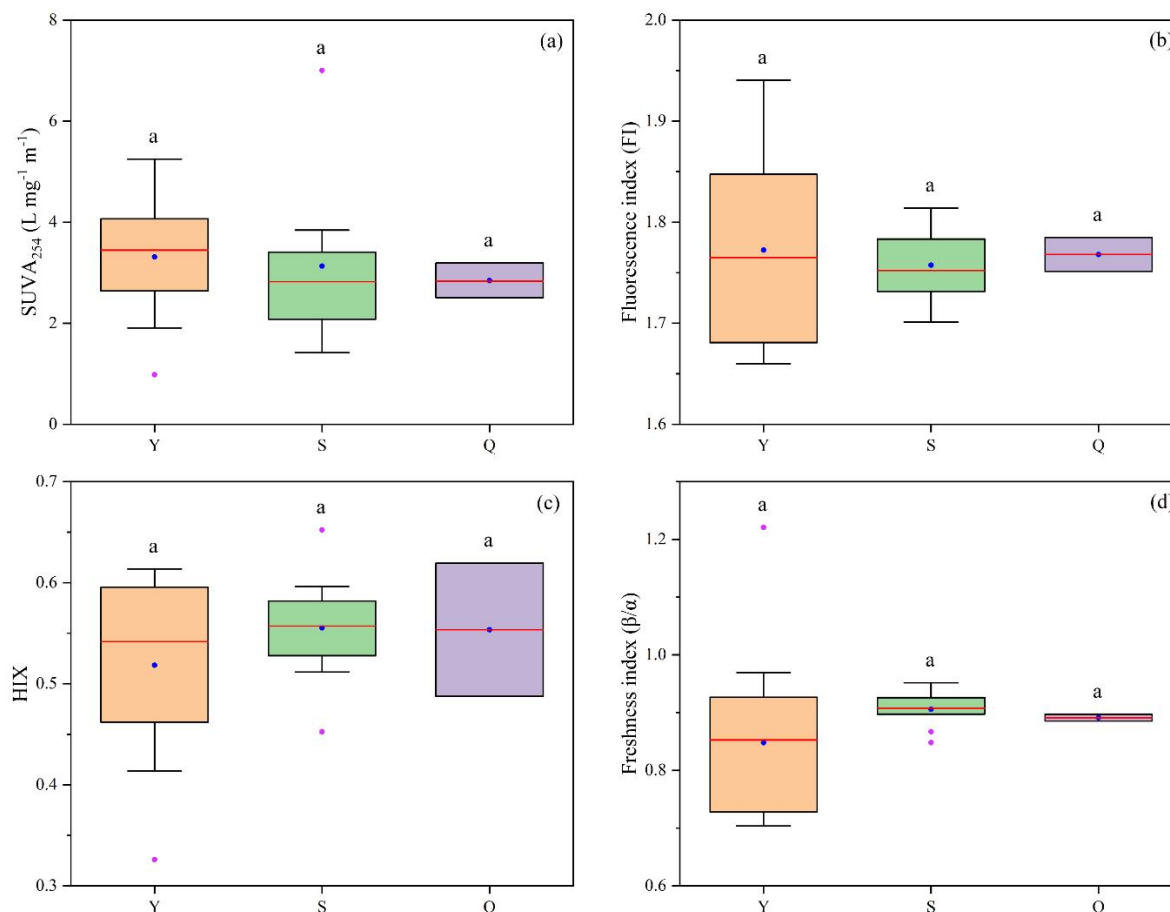 (a)
a
a
a
8
6
4
2
0
SUVA254 (L mg-1 m-1)
Y
S
Q
(b)
a
a
a
2.0
1.9
1.8
1.7
1.6
Fluorescence index (FI)
Y
S
Q
(c)
a
a
a
0.7
0.6
0.5
0.4
0.3
HIX
Y
S
Q
(d)
a
a
a
1.2
1.0
0.8
0.6
Freshness index (β/α)
Y
S
Q